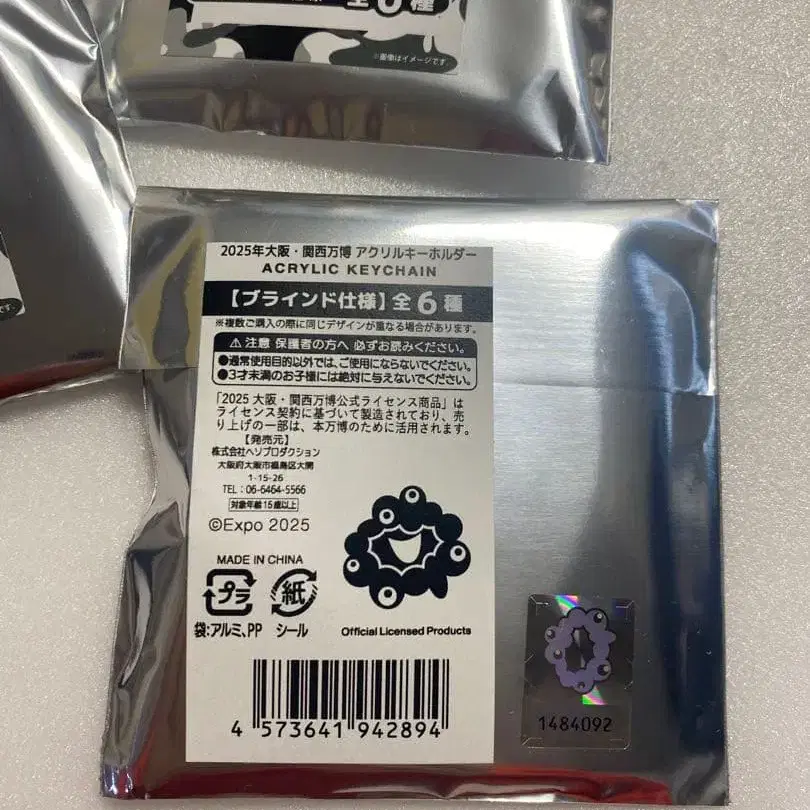 全6種
※画像はイメージです
です。
2025年大阪・関西万博 アクリルキーホルダー
ACRYLIC KEYCHAIN
【ブラインド仕様】全6種
※複数ご購入の際に同じデザインが重なる場合があります。
⚠注意 保護者の方へ 必ずお読みください。
●通常使用目的以外では、ご使用にならないでください。
●3才未満のお子様には絶対に与えないでください。
「2025 大阪・関西万博公式ライセンス商品」は
ライセンス契約に基づいて製造されており、売
り上げの一部は、本万博のために活用されます。
【発売元】
株式会社ヘソプロダクション
大阪府大阪市福島区大開
1-15-26
TEL:06-6464-5566
対象年齢15歳以上
©Expo 2025
MADE IN CHINA
プラ 紙
袋:アルミ、PP シール
Official Licensed Products
4 573641 942894
1484092